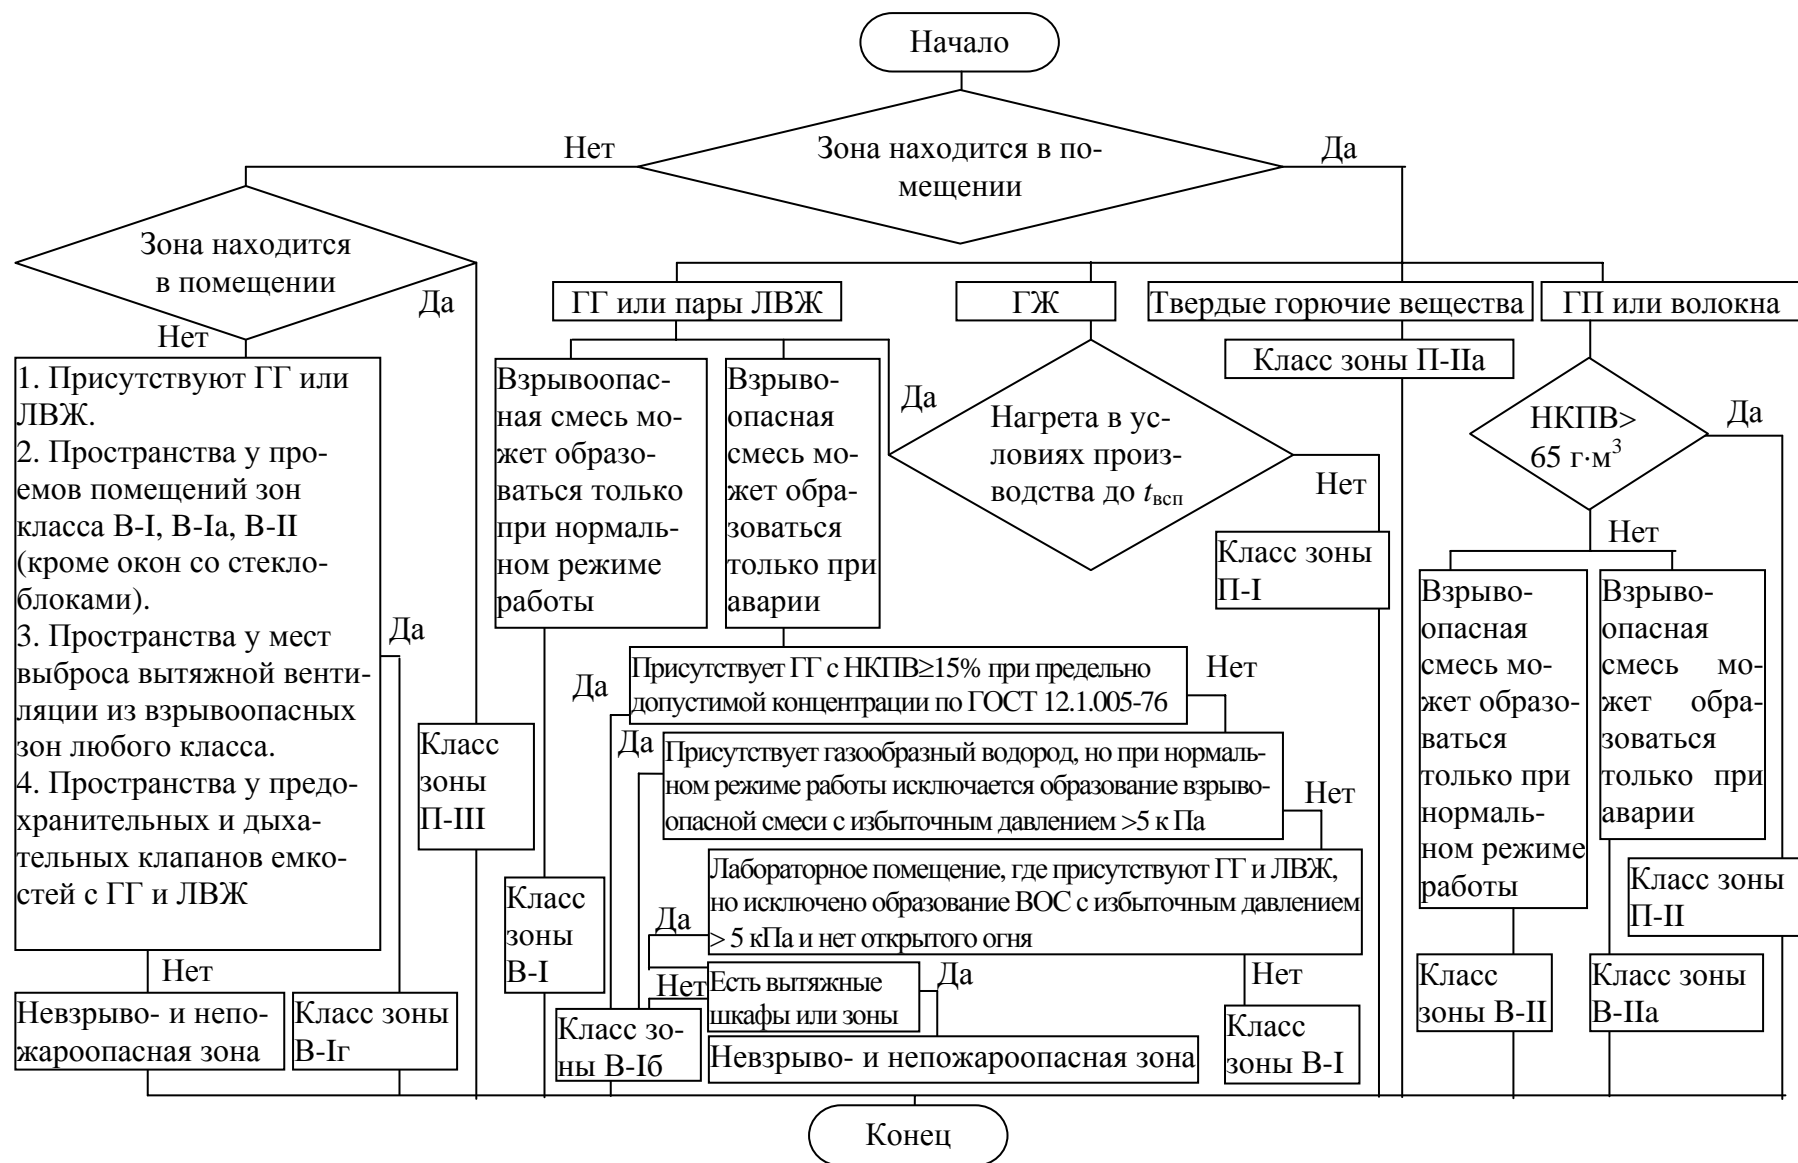 Начало
Нет
Зона находится в по-
мещении
Да
Зона находится
в помещении
Да
Нет
ГГ или пары ЛВЖ
ГЖ
Твердые горючие вещества
ГП или волокна
Класс зоны П-IIа
1. Присутствуют ГГ или
ЛВЖ.
2. Пространства у про-
емов помещений зон
класса В-I, В-Iа, В-II
(кроме окон со стекло-
блоками).
3. Пространства у мест
выброса вытяжной венти-
ляции из взрывоопасных
зон любого класса.
4. Пространства у предо-
хранительных и дыха-
тельных клапанов емко-
стей с ГГ и ЛВЖ
Да
Нет
Невзрыво- и непо-
жароопасная зона
Класс зоны
В-Iг
Класс
зоны
П-III
Взрывоопас-
ная смесь мо-
жет образо-
ваться только
при нормаль-
ном режиме
работы
Взрыво-
опасная
смесь мо-
жет обра-
зоваться
только при
аварии
Да
Нагрета в ус-
ловиях произ-
водства до tвсп
Нет
Класс зоны
П-I
НКПВ>
65 г·м³
Да
Нет
Взрыво-
опасная
смесь мо-
жет образо-
ваться
только при
нормаль-
ном режиме
работы
Взрыво-
опасная
смесь мо-
жет обра-
зоваться
только при
аварии
Класс зоны
П-II
Класс
зоны В-II
Класс зоны
В-IIа
Да
Присутствует ГГ с НКПВ≥15% при предельно
допустимой концентрации по ГОСТ 12.1.005-76
Нет
Да
Присутствует газообразный водород, но при нормаль-
ном режиме работы исключается образование взрыво-
опасной смеси с избыточным давлением >5 к Па
Нет
Лабораторное помещение, где присутствуют ГГ и ЛВЖ,
но исключено образование ВОС с избыточным давлением
> 5 кПа и нет открытого огня
Да
Нет
Класс
зоны
В-I
Нет
Есть вытяжные
шкафы или зоны
Да
Класс зо-
ны В-Iб
Невзрыво- и непожароопасная зона
Класс
зоны В-I
Конец